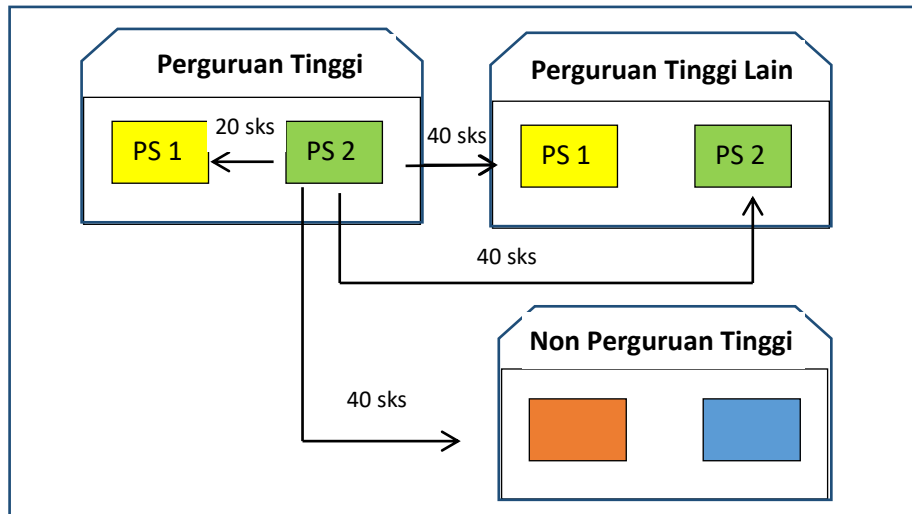 Perguruan Tinggi
Perguruan Tinggi Lain
20 sks
40 sks
PS 1
PS 2
PS 1
PS 2
40 sks
Non Perguruan Tinggi
40 sks